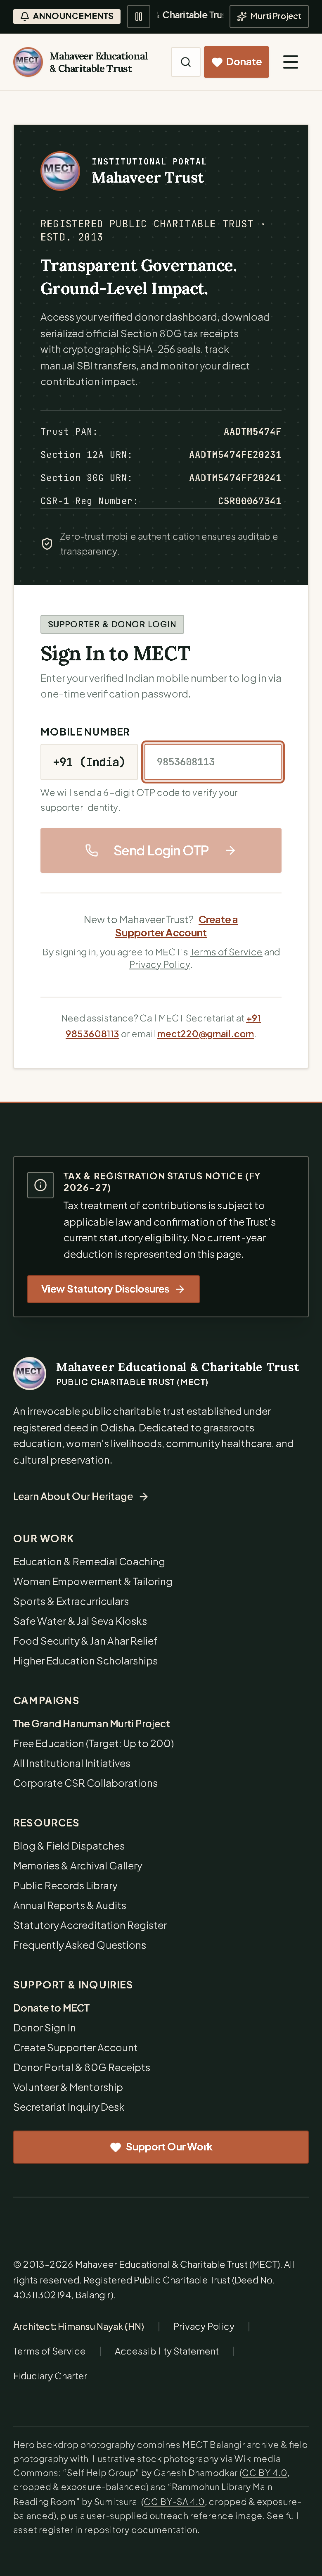 ANNOUNCEMENTS
Charitable Tru
Murti Project
MECT
Mahaveer Educational
& Charitable Trust
Donate
MECT
INSTITUTIONAL PORTAL
Mahaveer Trust
REGISTERED PUBLIC CHARITABLE TRUST ·
ESTD. 2013
Transparent Governance.
Ground-Level Impact.
Access your verified donor dashboard, download
serialized official Section 80G tax receipts
with cryptographic SHA-256 seals, track
manual SBI transfers, and monitor your direct
contribution impact.
Trust PAN: AADTM5474F
Section 12A URN: AADTM5474FE20231
Section 80G URN: AADTM5474FF20241
CSR-1 Reg Number: CSR00067341
Zero-trust mobile authentication ensures auditable
transparency.
SUPPORTER & DONOR LOGIN
Sign In to MECT
Enter your verified Indian mobile number to log in via
one-time verification password.
MOBILE NUMBER
+91 (India) 9853608113
We will send a 6-digit OTP code to verify your
supporter identity.
Send Login OTP →
New to Mahaveer Trust? Create a
Supporter Account
By signing in, you agree to MECT's Terms of Service and
Privacy Policy.
Need assistance? Call MECT Secretariat at +91
9853608113 or email mect220@gmail.com.
TAX & REGISTRATION STATUS NOTICE (FY
2026-27)
Tax treatment of contributions is subject to
applicable law and confirmation of the Trust's
current statutory eligibility. No current-year
deduction is represented on this page.
View Statutory Disclosures →
MECT
Mahaveer Educational & Charitable Trust
PUBLIC CHARITABLE TRUST (MECT)
An irrevocable public charitable trust established under
registered deed in Odisha. Dedicated to grassroots
education, women's livelihoods, community healthcare, and
cultural preservation.
Learn About Our Heritage →
OUR WORK
Education & Remedial Coaching
Women Empowerment & Tailoring
Sports & Extracurriculars
Safe Water & Jal Seva Kiosks
Food Security & Jan Ahar Relief
Higher Education Scholarships
CAMPAIGNS
The Grand Hanuman Murti Project
Free Education (Target: Up to 200)
All Institutional Initiatives
Corporate CSR Collaborations
RESOURCES
Blog & Field Dispatches
Memories & Archival Gallery
Public Records Library
Annual Reports & Audits
Statutory Accreditation Register
Frequently Asked Questions
SUPPORT & INQUIRIES
Donate to MECT
Donor Sign In
Create Supporter Account
Donor Portal & 80G Receipts
Volunteer & Mentorship
Secretariat Inquiry Desk
Support Our Work
© 2013–2026 Mahaveer Educational & Charitable Trust (MECT). All
rights reserved. Registered Public Charitable Trust (Deed No.
40311302194, Balangir).
Architect: Himansu Nayak (HN) | Privacy Policy |
Terms of Service | Accessibility Statement |
Fiduciary Charter
Hero backdrop photography combines MECT Balangir archive & field
photography with illustrative stock photography via Wikimedia
Commons: "Self Help Group" by Ganesh Dhamodkar (CC BY 4.0,
cropped & exposure-balanced) and "Rammohun Library Main
Reading Room" by Sumitsurai (CC BY-SA 4.0, cropped & exposure-
balanced), plus a user-supplied outreach reference image. See full
asset register in repository documentation.